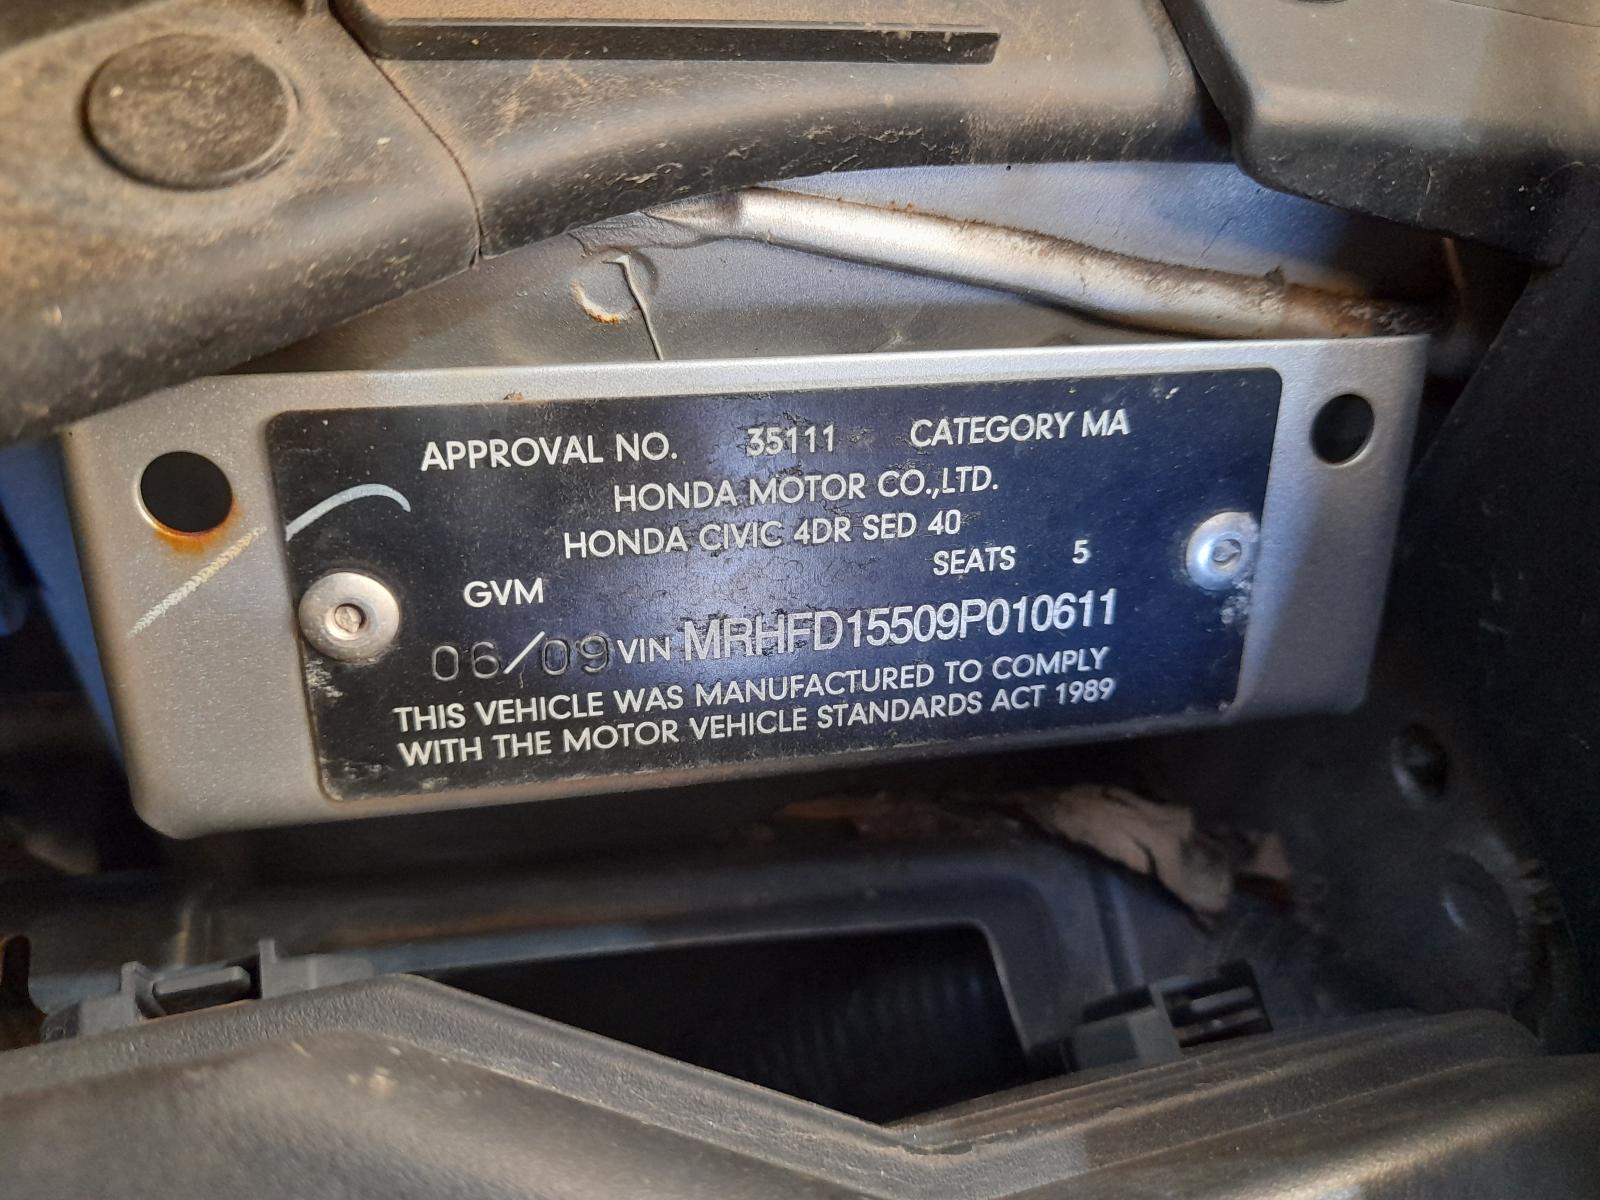 APPROVAL NO. 35111 CATEGORY MA
HONDA MOTOR CO.,LTD.
HONDA CIVIC 4DR SED 40
SEATS 5
GVM
06/09 VIN MRHFD15509P010611
THIS VEHICLE WAS MANUFACTURED TO COMPLY
WITH THE MOTOR VEHICLE STANDARDS ACT 1989